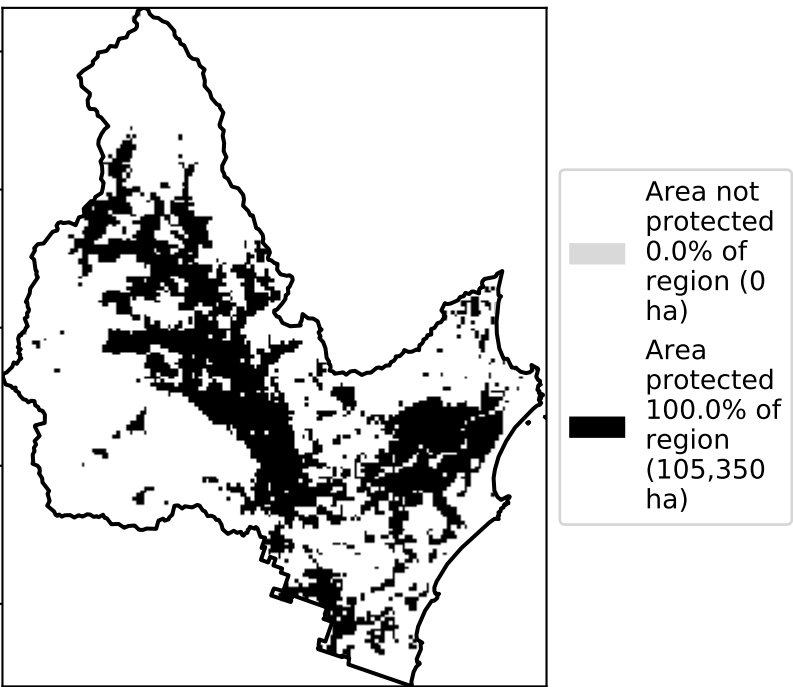 Area not
protected
0.0% of
region (0
ha)
Area
protected
100.0% of
region
(105,350
ha)